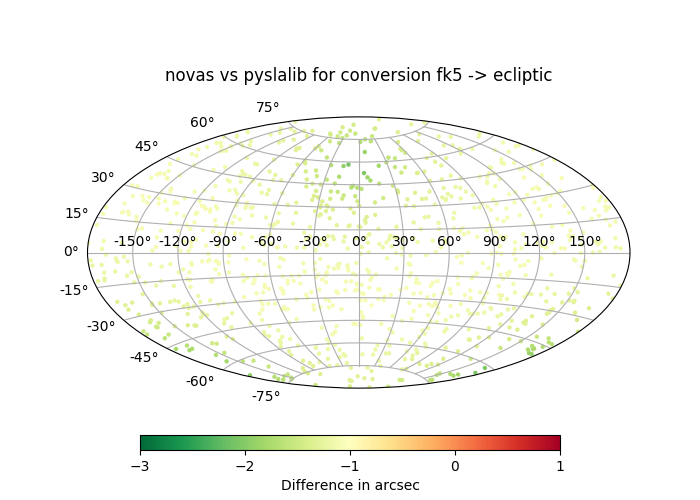 novas vs pyslalib for conversion fk5 -> ecliptic
75°
60°
45°
30°
15°
-150° -120° -90° -60° -30° 0° 30° 60° 90° 120° 150°
0°
-15°
-30°
-45°
-60°
-75°
−3 −2 −1 0 1
Difference in arcsec